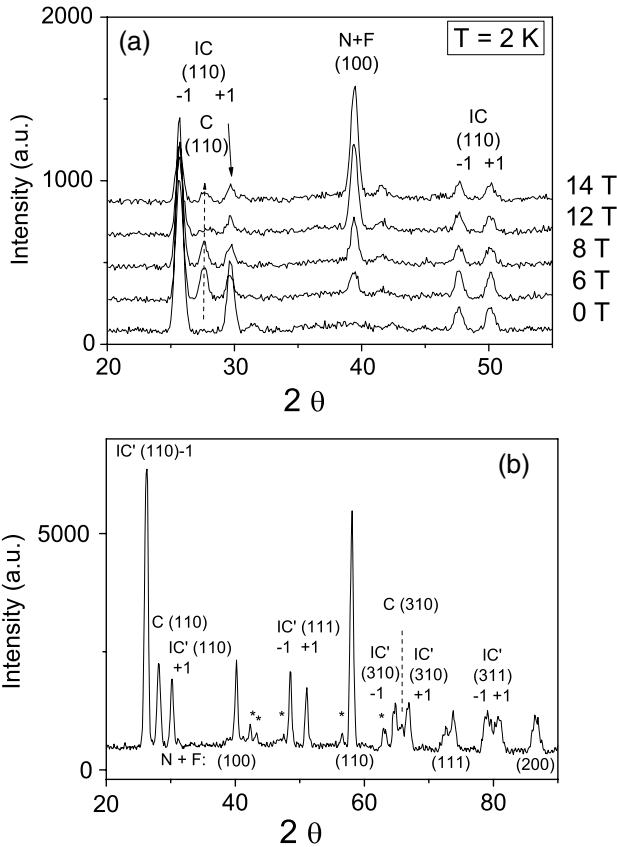 2000
(a)
IC
(110)
-1 +1
C
(110)
N+F
(100)
T = 2 K
IC
(110)
-1 +1
Intensity (a.u.)
1000
0
14 T
12 T
8 T
6 T
0 T
20 30 40 50
2 θ
(b)
IC' (110)-1
5000
C (110)
IC' (110)
+1
IC' (111)
-1 +1
C (310)
IC'
(310)
-1
IC'
(310)
+1
IC'
(311)
-1 +1
* * * * * *
Intensity (a.u.)
0
N + F: (100) (110) (111) (200)
20 40 60 80
2 θ